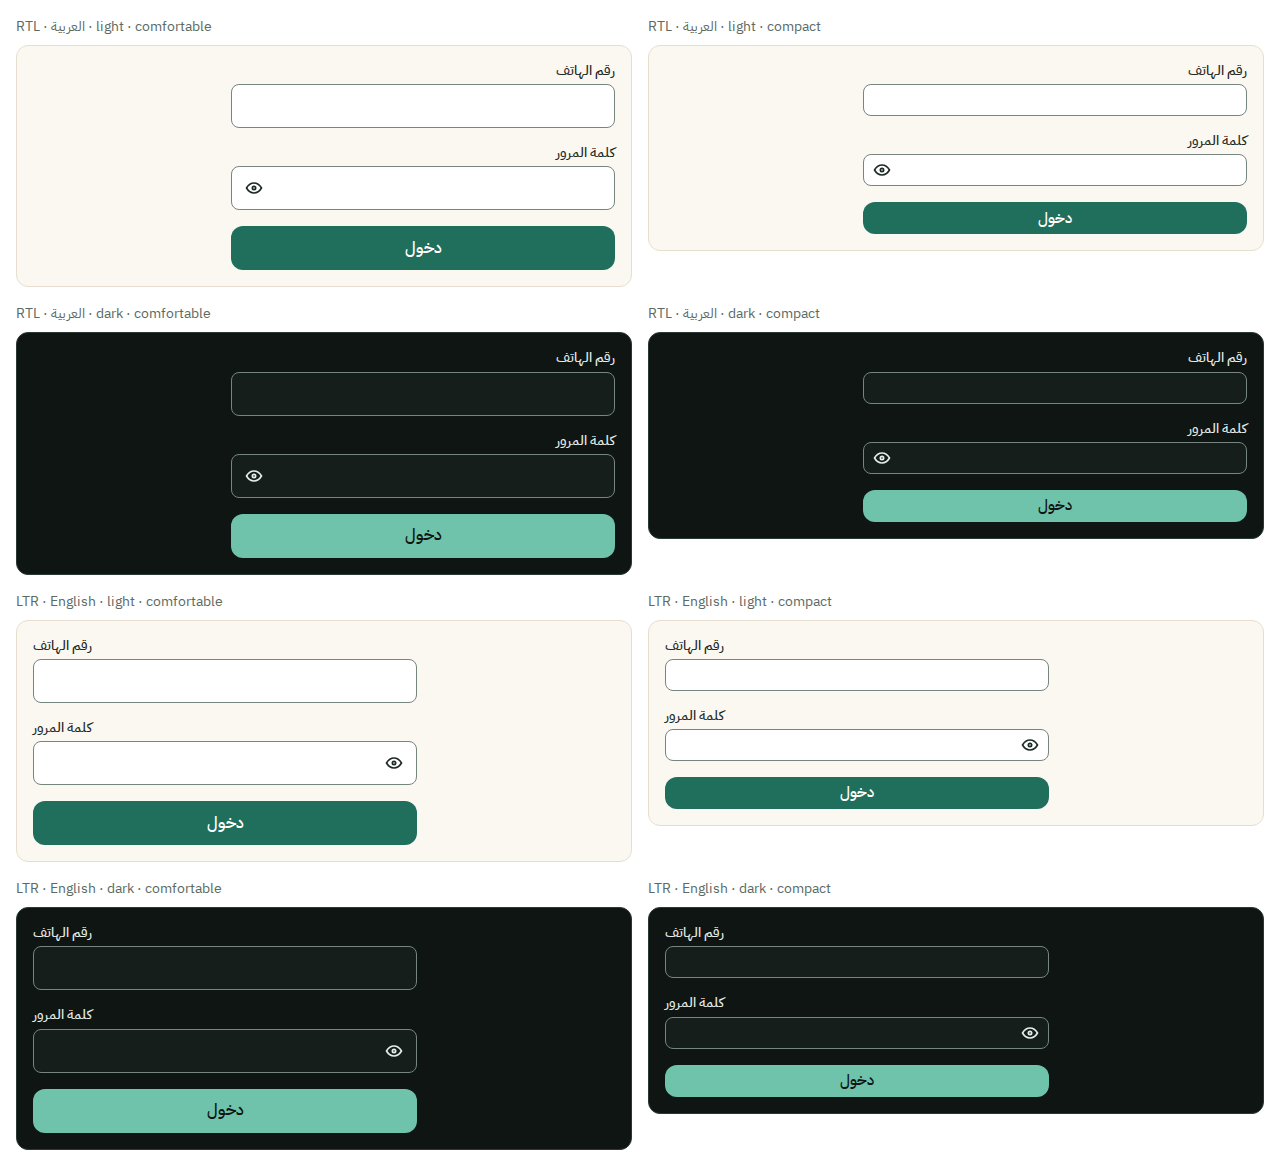 RTL · العربية · light · comfortable
رقم الهاتف
كلمة المرور
دخول
RTL · العربية · light · compact
رقم الهاتف
كلمة المرور
دخول
RTL · العربية · dark · comfortable
رقم الهاتف
كلمة المرور
دخول
RTL · العربية · dark · compact
رقم الهاتف
كلمة المرور
دخول
LTR · English · light · comfortable
رقم الهاتف
كلمة المرور
دخول
LTR · English · light · compact
رقم الهاتف
كلمة المرور
دخول
LTR · English · dark · comfortable
رقم الهاتف
كلمة المرور
دخول
LTR · English · dark · compact
رقم الهاتف
كلمة المرور
دخول